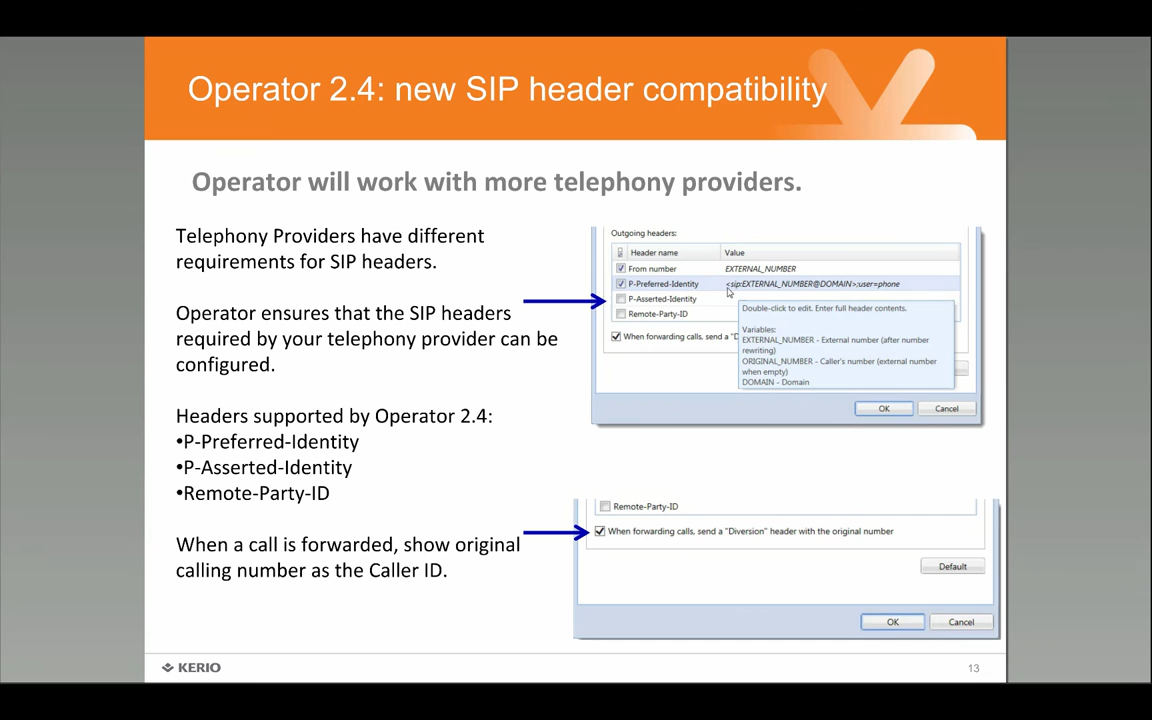 Operator 2.4: new SIP header compatibility
Operator will work with more telephony providers.
Telephony Providers have different
requirements for SIP headers.
Operator ensures that the SIP headers
required by your telephony provider can be
configured.
Headers supported by Operator 2.4:
•P-Preferred-Identity
•P-Asserted-Identity
•Remote-Party-ID
When a call is forwarded, show original
calling number as the Caller ID.
Outgoing headers:
Header name Value
From number EXTERNAL_NUMBER
P-Preferred-Identity <sip:EXTERNAL_NUMBER@DOMAIN>;user=phone
P-Asserted-Identity
Remote-Party-ID
When forwarding calls, send a "D
Double-click to edit. Enter full header contents.
Variables:
EXTERNAL_NUMBER - External number (after number
rewriting)
ORIGINAL_NUMBER - Caller's number (external number
when empty)
DOMAIN - Domain
OK Cancel
Remote-Party-ID
When forwarding calls, send a "Diversion" header with the original number
Default
OK Cancel
KERIO
13